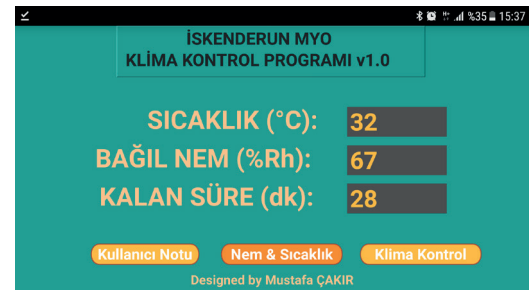 %35 15:37
İSKENDERUN MYO
KLİMA KONTROL PROGRAMI v1.0
SICAKLIK (°C): 32
BAĞIL NEM (%Rh): 67
KALAN SÜRE (dk): 28
Kullanıcı Notu Nem & Sıcaklık Klima Kontrol
Designed by Mustafa ÇAKIR